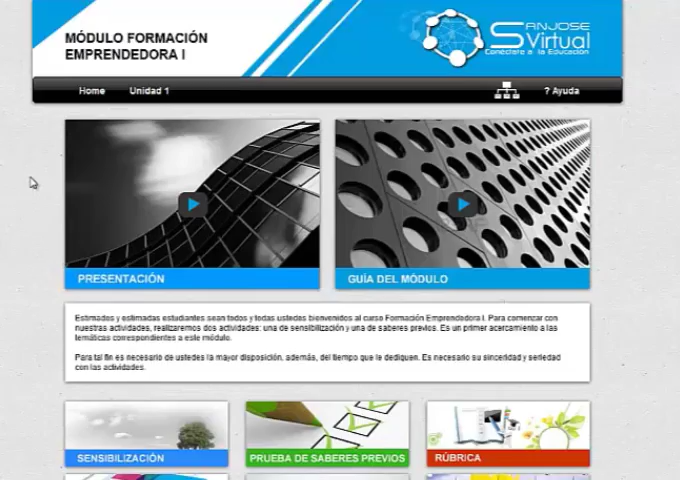 MÓDULO FORMACIÓN
EMPRENDEDORA I
SANJOSE
Virtual
Conéctate a la Educación
Home Unidad 1 ? Ayuda
PRESENTACIÓN GUÍA DEL MÓDULO
Estimados y estimadas estudiantes sean todos y todas ustedes bienvenidos al curso Formación Emprendedora I. Para comenzar con
nuestras actividades, realizaremos dos actividades: una de sensibilización y una de saberes previos. Es un primer acercamiento a las
temáticas correspondientes a este módulo.
Para tal fin es necesario de ustedes la mayor disposición, además, del tiempo que le dediquen. Es necesario su sinceridad y seriedad
con las actividades.
SENSIBILIZACIÓN PRUEBA DE SABERES PREVIOS RÚBRICA